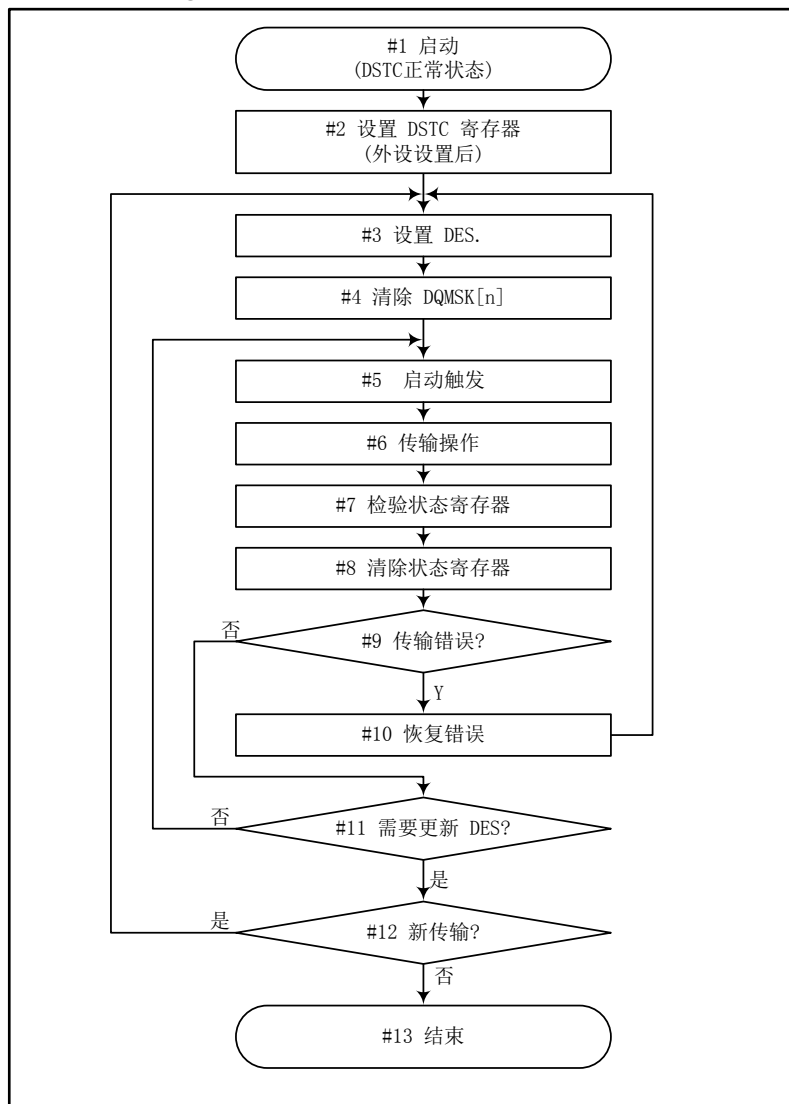 #1 启动
(DSTC正常状态)
#2 设置 DSTC 寄存器
(外设设置后)
#3 设置 DES.
#4 清除 DQMSK[n]
#5 启动触发
#6 传输操作
#7 检验状态寄存器
#8 清除状态寄存器
否
#9 传输错误?
Y
#10 恢复错误
否
#11 需要更新 DES?
是
是
#12 新传输?
否
#13 结束